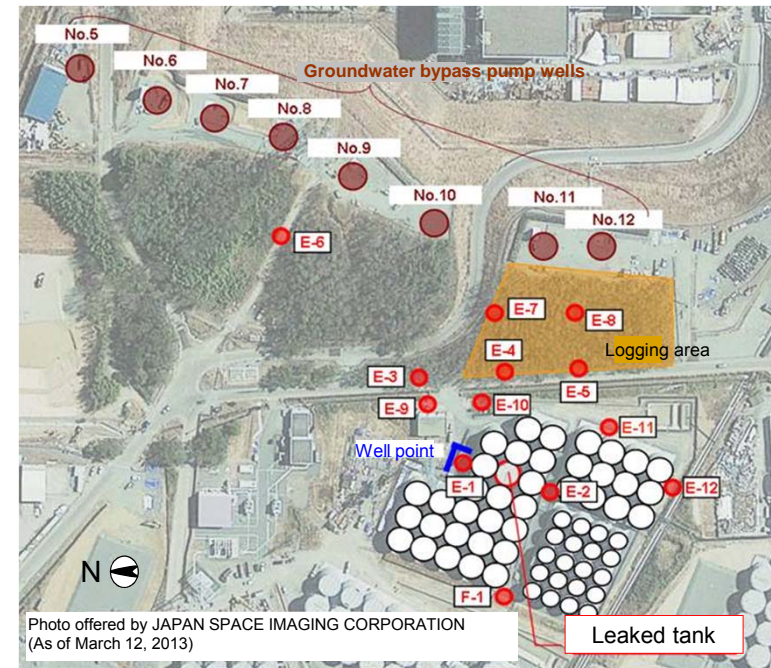 No.5
No.6
No.7
Groundwater bypass pump wells
No.8
No.9
No.10
No.11
No.12
E-6
E-7
E-8
E-4
Logging area
E-3
E-5
E-9
E-10
E-11
Well point
E-1
E-2
E-12
N
F-1
Photo offered by JAPAN SPACE IMAGING CORPORATION
(As of March 12, 2013)
Leaked tank